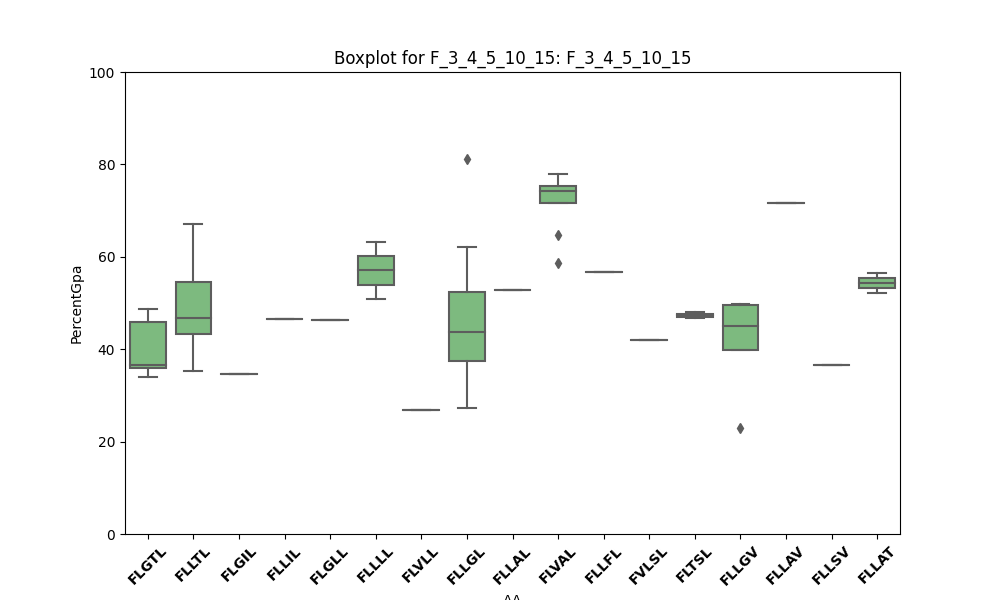 Boxplot for F_3_4_5_10_15: F_3_4_5_10_15
100
80
60
40
20
0
PercentGpa
FLGTL
FLLTL
FLGIL
FLLIL
FLGLL
FLLLL
FLVLL
FLLGL
FLLAL
FLVAL
FLLFL
FVLSL
FLTSL
FLLGV
FLLAV
FLLSV
FLLAT
AA